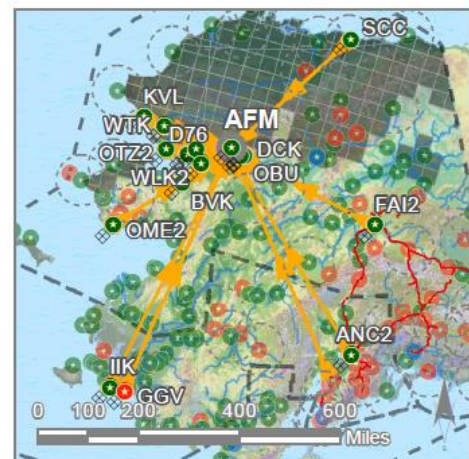 SCC
KVL
WTK
AFM
D76
OTZ2
DCK
WLK2
OBU
BVK
FAI2
OME2
ANC2
IIK
GGV
0 100 200 400 600
Miles